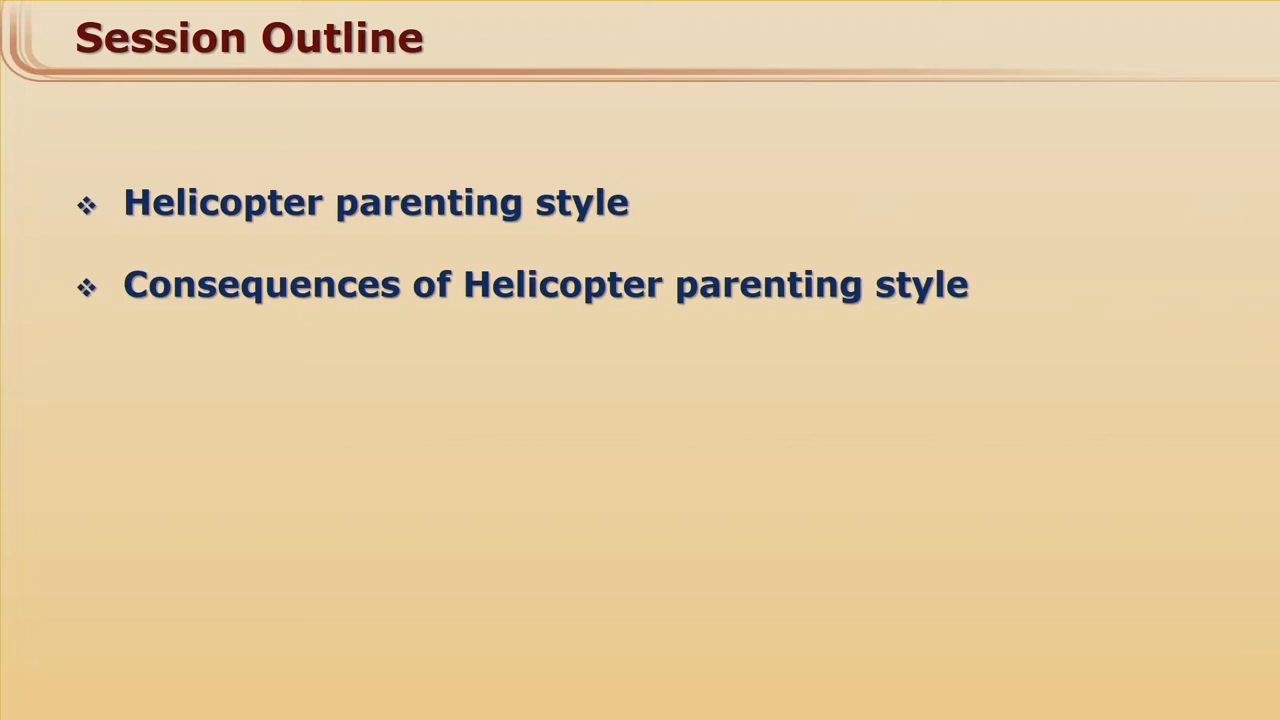 Session Outline
❖ Helicopter parenting style
❖ Consequences of Helicopter parenting style